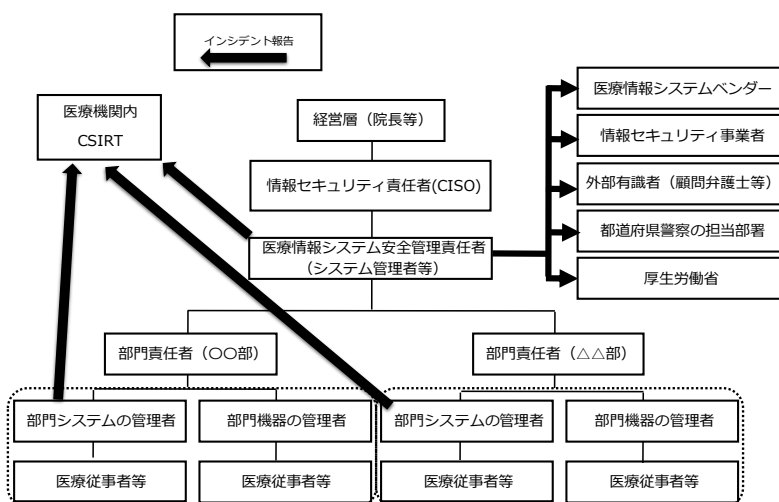 インシデント報告
医療機関内
CSIRT
経営層（院長等）
情報セキュリティ責任者(CISO)
医療情報システム安全管理責任者
（システム管理者等）
医療情報システムベンダー
情報セキュリティ事業者
外部有識者（顧問弁護士等）
都道府県警察の担当部署
厚生労働省
部門責任者（○○部）
部門責任者（△△部）
部門システムの管理者
部門機器の管理者
部門システムの管理者
部門機器の管理者
医療従事者等
医療従事者等
医療従事者等
医療従事者等